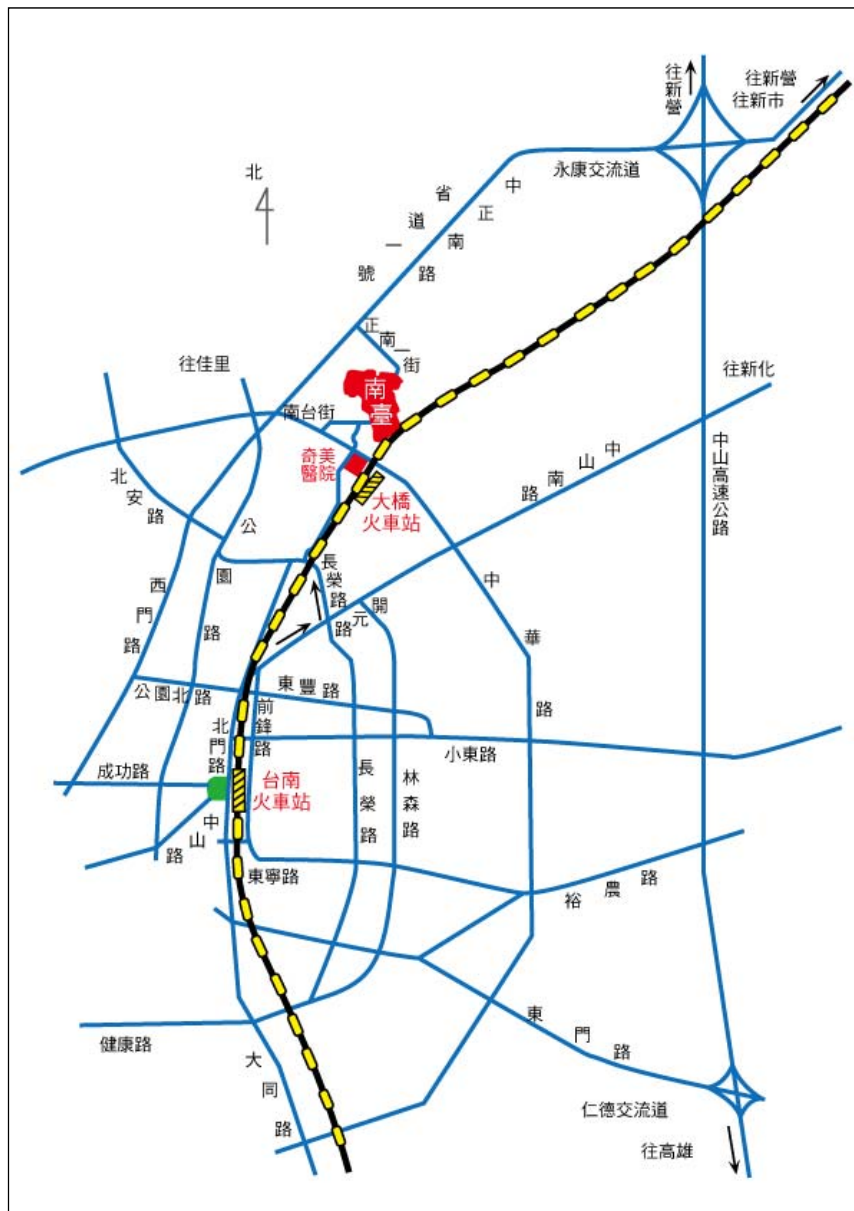 往新營
往新營
往新市
北
永康交流道
省道一號
中正南路
正南一街
往佳里
往新化
南臺
南台街
奇美
醫院
大橋
火車站
中山南路
中山高速公路
北安路
公園路
西門路
長榮路
開元路
中華路
公園北路
東豐路
前鋒路
北門路
小東路
成功路
台南
火車站
長榮路
林森路
中山路
東寧路
裕農路
東門路
健康路
大同路
仁德交流道
往高雄